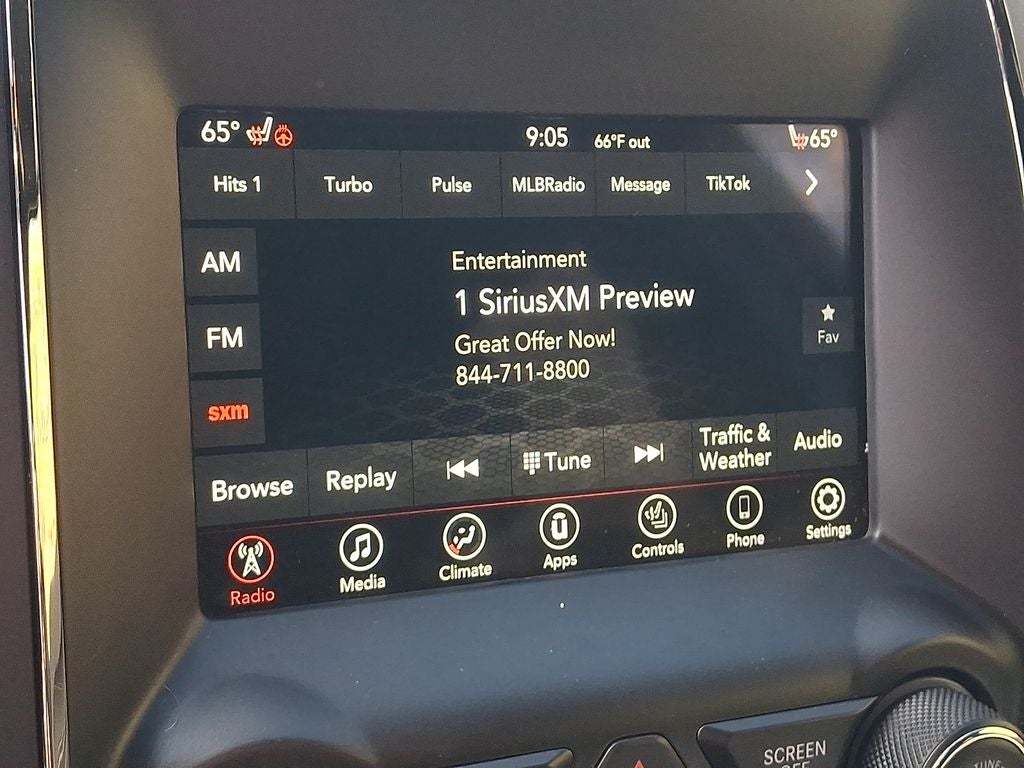 65° 9:05 66°F out 65°
Hits 1 Turbo Pulse MLBRadio Message TikTok
AM
FM
sxm
Entertainment
1 SiriusXM Preview
Great Offer Now!
844-711-8800
Fav
Browse Replay Tune Traffic & Audio
Weather
Radio Media Climate Apps Controls Phone Settings
SCREEN
OFF
TUNE